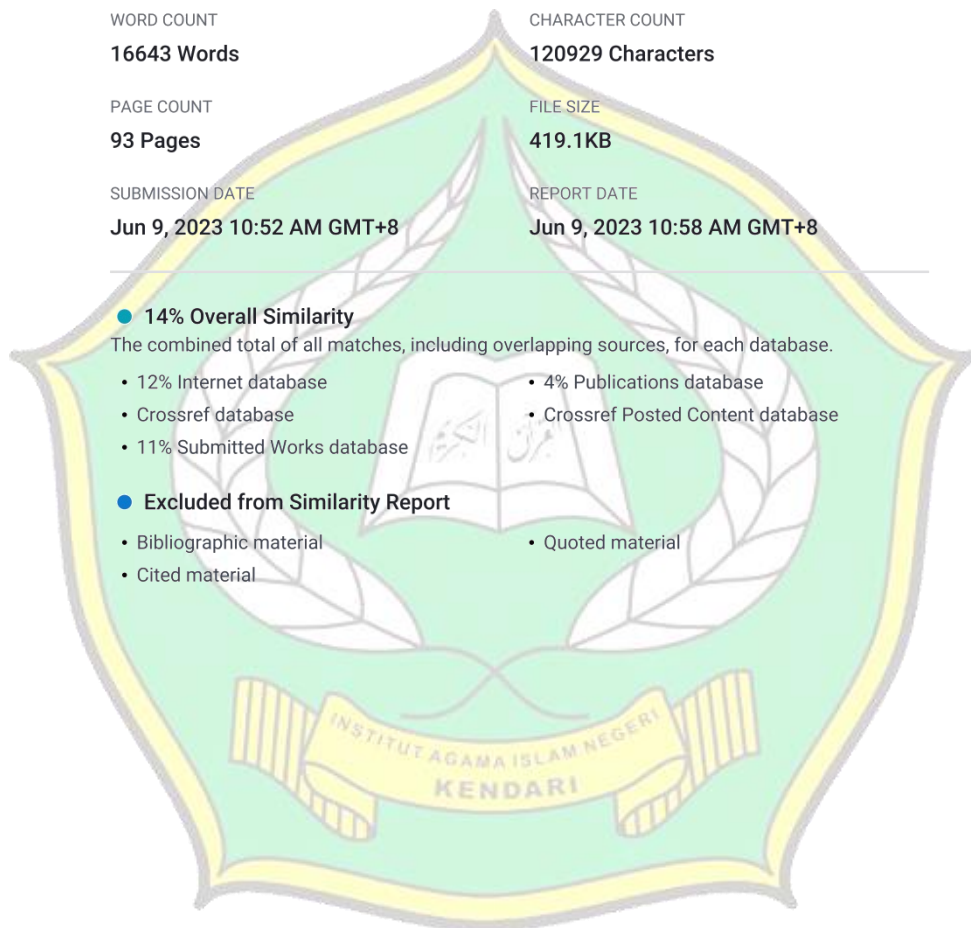 WORD COUNT
16643 Words
CHARACTER COUNT
120929 Characters
PAGE COUNT
93 Pages
FILE SIZE
419.1KB
SUBMISSION DATE
Jun 9, 2023 10:52 AM GMT+8
REPORT DATE
Jun 9, 2023 10:58 AM GMT+8
● 14% Overall Similarity
The combined total of all matches, including overlapping sources, for each database.
• 12% Internet database
• 4% Publications database
• Crossref database
• Crossref Posted Content database
• 11% Submitted Works database
● Excluded from Similarity Report
• Bibliographic material
• Quoted material
• Cited material
القرآن الكريم
INSTITUT AGAMA ISLAM NEGERI
KENDARI